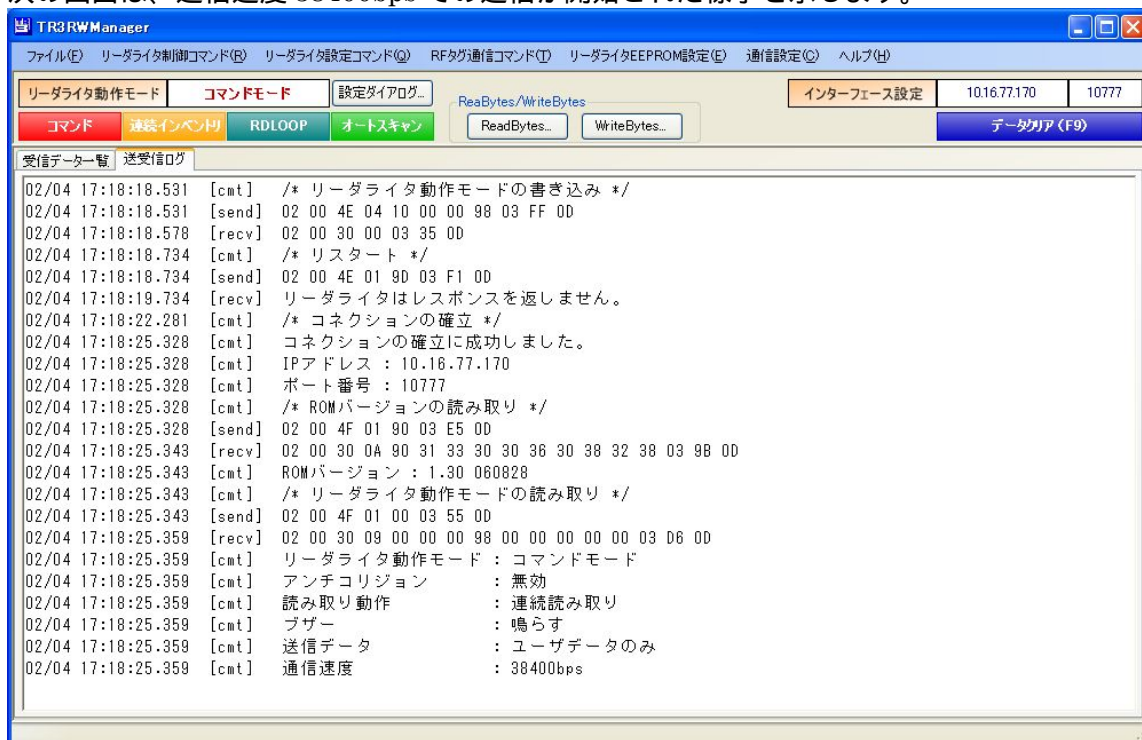 次の画面は、通信速度 38400bps での通信が開始された様子を示します。
TR3RWManager
ファイル(F) リーダライタ制御コマンド(R) リーダライタ設定コマンド(Q) RFタグ通信コマンド(T) リーダライタEEPROM設定(E) 通信設定(C) ヘルプ(H)
リーダライタ動作モード コマンドモード 設定ダイアログ... ReaBytes/WriteBytes インターフェース設定 10.16.77.170 10777
コマンド 連続インベントリ RDLOOP オートスキャン ReadBytes... WriteBytes... データクリア(F9)
受信データ一覧 送受信ログ
02/04 17:18:18.531 [cmt] /* リーダライタ動作モードの書き込み */
02/04 17:18:18.531 [send] 02 00 4E 04 10 00 00 98 03 FF 0D
02/04 17:18:18.578 [recv] 02 00 30 00 03 35 0D
02/04 17:18:18.734 [cmt] /* リスタート */
02/04 17:18:18.734 [send] 02 00 4E 01 9D 03 F1 0D
02/04 17:18:19.734 [recv] リーダライタはレスポンスを返しません。
02/04 17:18:22.281 [cmt] /* コネクションの確立 */
02/04 17:18:25.328 [cmt] コネクションの確立に成功しました。
02/04 17:18:25.328 [cmt] IPアドレス : 10.16.77.170
02/04 17:18:25.328 [cmt] ポート番号 : 10777
02/04 17:18:25.328 [cmt] /* ROMバージョンの読み取り */
02/04 17:18:25.328 [send] 02 00 4F 01 90 03 E5 0D
02/04 17:18:25.343 [recv] 02 00 30 0A 90 31 33 30 30 36 30 38 32 38 03 9B 0D
02/04 17:18:25.343 [cmt] ROMバージョン : 1.30 060828
02/04 17:18:25.343 [cmt] /* リーダライタ動作モードの読み取り */
02/04 17:18:25.343 [send] 02 00 4F 01 00 03 55 0D
02/04 17:18:25.359 [recv] 02 00 30 09 00 00 00 98 00 00 00 00 00 03 D6 0D
02/04 17:18:25.359 [cmt] リーダライタ動作モード : コマンドモード
02/04 17:18:25.359 [cmt] アンチコリジョン : 無効
02/04 17:18:25.359 [cmt] 読み取り動作 : 連続読み取り
02/04 17:18:25.359 [cmt] ブザー : 鳴らす
02/04 17:18:25.359 [cmt] 送信データ : ユーザデータのみ
02/04 17:18:25.359 [cmt] 通信速度 : 38400bps